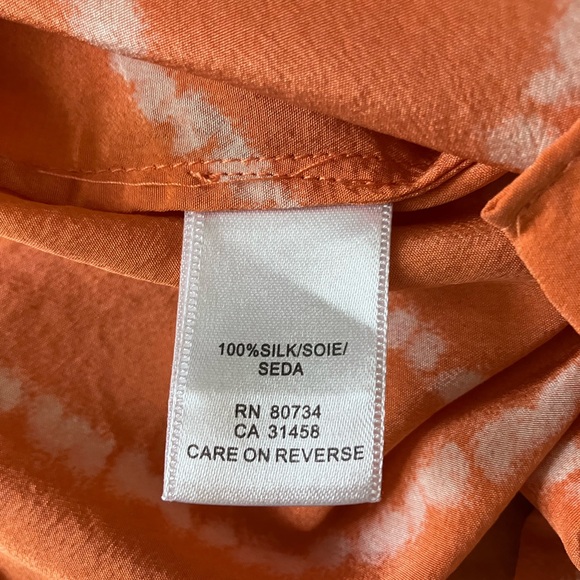 100%SILK/SOIE/
SEDA
RN 80734
CA 31458
CARE ON REVERSE